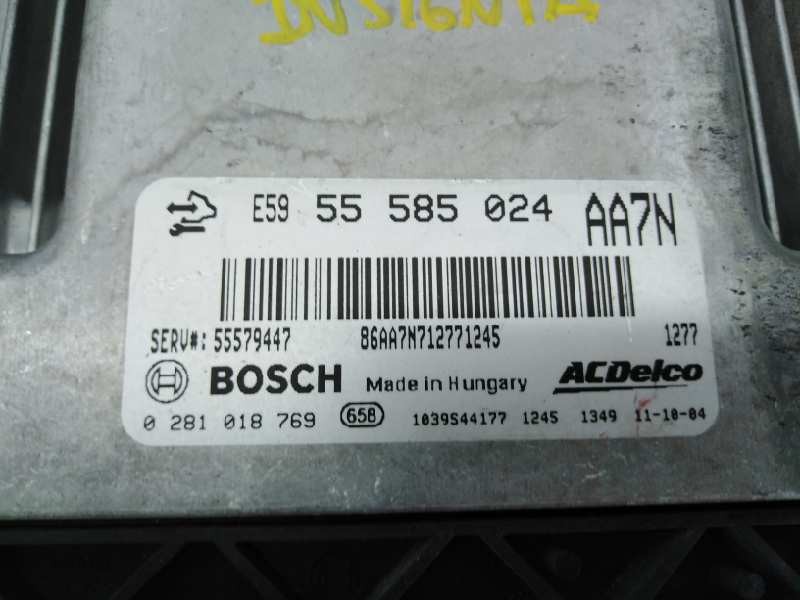 INSIGNIA
E59 55 585 024 AA7N
SERV#: 55579447 86AA7N712771245 1277
BOSCH Made in Hungary ACDelco
0 281 018 769 658 1039S44177 1245 1349 11-10-04